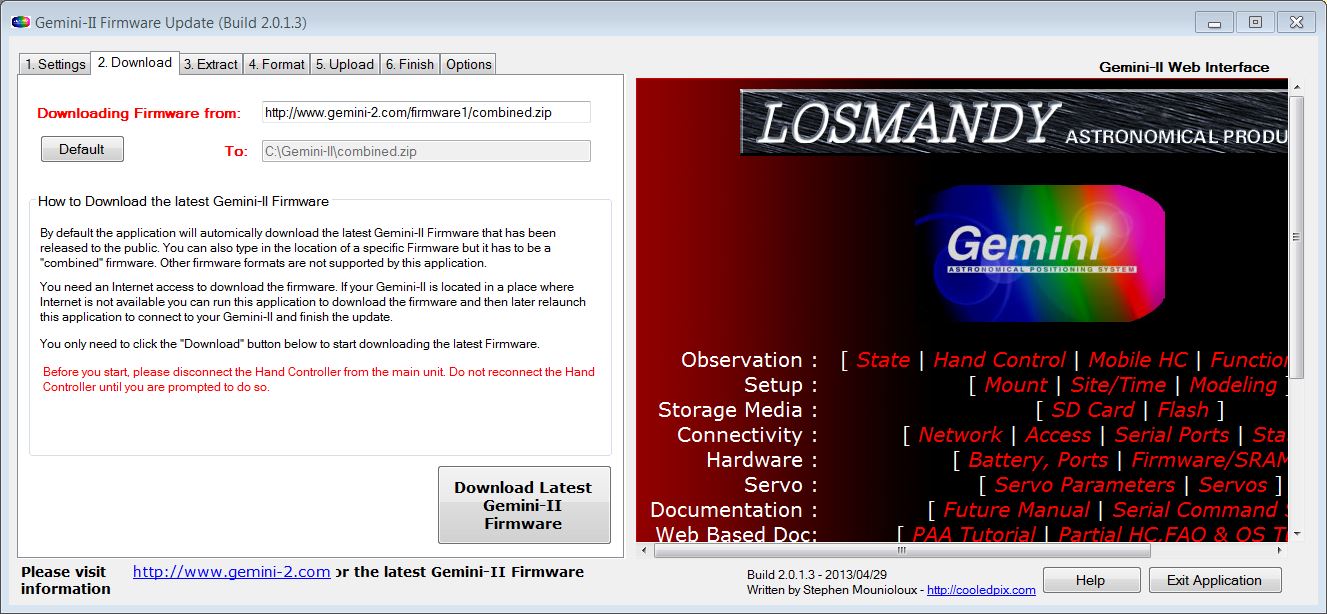 Gemini-II Firmware Update (Build 2.0.1.3)
1. Settings 2. Download 3. Extract 4. Format 5. Upload 6. Finish Options
Downloading Firmware from: http://www.gemini-2.com/firmware1/combined.zip
Default To: C:\Gemini-II\combined.zip
How to Download the latest Gemini-II Firmware
By default the application will automically download the latest Gemini-II Firmware that has been
released to the public. You can also type in the location of a specific Firmware but it has to be a
"combined" firmware. Other firmware formats are not supported by this application.
You need an Internet access to download the firmware. If your Gemini-II is located in a place where
Internet is not available you can run this application to download the firmware and then later relaunch
this application to connect to your Gemini-II and finish the update.
You only need to click the "Download" button below to start downloading the latest Firmware.
Before you start, please disconnect the Hand Controller from the main unit. Do not reconnect the Hand
Controller until you are prompted to do so.
Download Latest
Gemini-II
Firmware
Please visit http://www.gemini-2.com or the latest Gemini-II Firmware
information
Gemini-II Web Interface
LOSMANDY ASTRONOMICAL PRODU
Gemini
ASTRONOMICAL POSITIONING SYSTEM
Observation : [ State | Hand Control | Mobile HC | Function
Setup : [ Mount | Site/Time | Modeling ]
Storage Media : [ SD Card | Flash ]
Connectivity : [ Network | Access | Serial Ports | Sta
Hardware : [ Battery, Ports | Firmware/SRAM
Servo : [ Servo Parameters | Servos ]
Documentation : [ Future Manual | Serial Command S
Web Based Doc: [ PAA Tutorial | Partial HC,FAQ & OS T
Build 2.0.1.3 - 2013/04/29
Written by Stephen Mounioloux - http://cooledpix.com
Help Exit Application